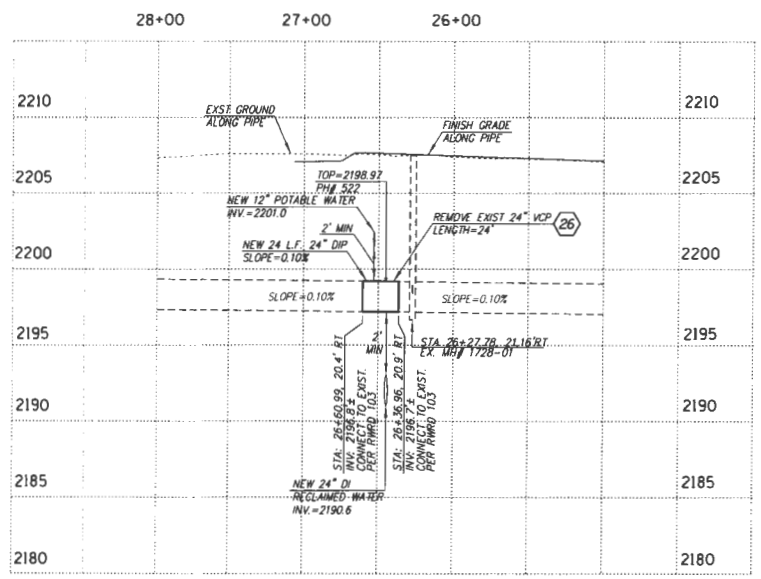 28+00 27+00 26+00
2210 2210
EXST. GROUND
ALONG PIPE
FINISH GRADE
ALONG PIPE
2205 2205
TOP=2198.97
PH# 522
NEW 12" POTABLE WATER
INV.=2201.0
2' MIN
REMOVE EXIST 24" VCP
LENGTH=24'
26
NEW 24 L.F. 24" DIP
SLOPE=0.10%
2200 2200
SLOPE=0.10% SLOPE=0.10%
2195 2195
2'
MIN
STA. 26+27.78, 21.16'RT
EX. MH# 1728-01
STA: 26+60.99, 20.4' RT
INV: 2196.8'±
CONNECT TO EXIST.
PER RWRD 103
STA: 26+36.96, 20.9' RT
INV: 2196.7'±
CONNECT TO EXIST.
PER RWRD 103
2190 2190
2185 2185
NEW 24" DI
RECLAIMED WATER
INV.=2190.6
2180 2180